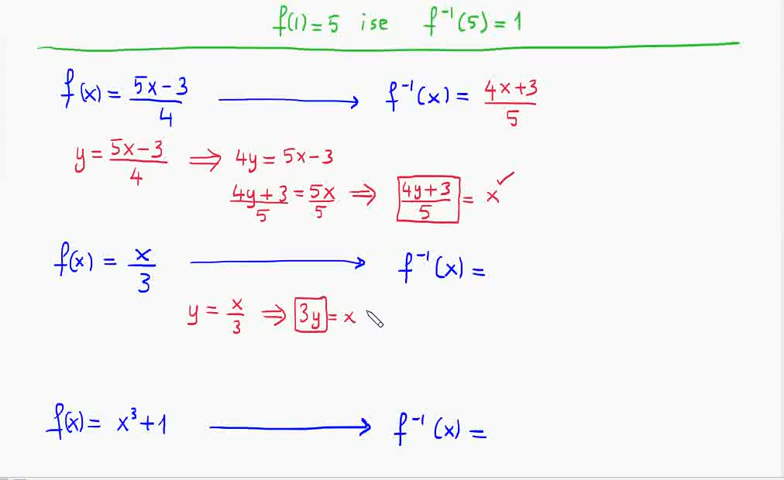 f(1) = 5 ise f⁻¹(5) = 1
f(x) = (5x-3)/4 → f⁻¹(x) = (4x+3)/5
y = (5x-3)/4 ⇒ 4y = 5x-3
(4y+3)/5 = 5x/5 ⇒ (4y+3)/5 = x ✓
f(x) = x/3 → f⁻¹(x) =
y = x/3 ⇒ 3y = x
f(x) = x³+1 → f⁻¹(x) =